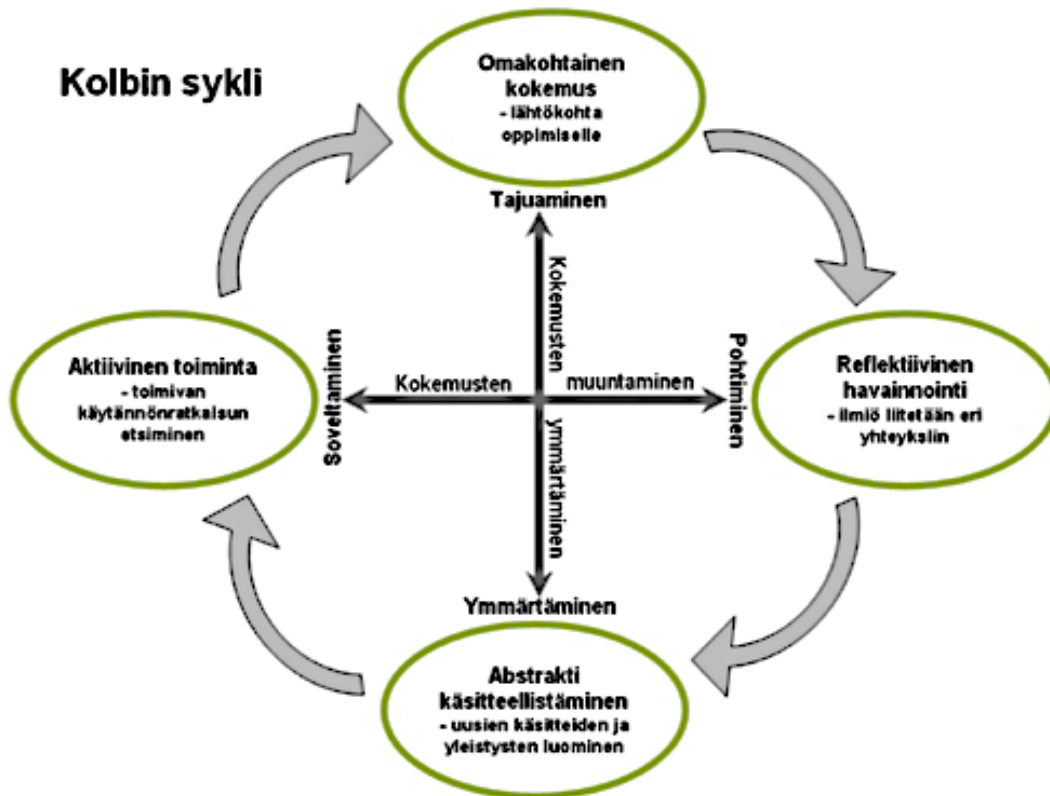 Kolbin sykli
Omakohtainen
kokemus
- lähtökohta
oppimiselle
Tajuaminen
Kokemusten
ymmärtäminen
Kokemusten
muuntaminen
Soveltaminen
Pohtiminen
Aktiivinen toiminta
- toimivan
käytännönratkaisun
etsiminen
Reflektiivinen
havainnointi
- ilmiö liitetään eri
yhteyksiin
Ymmärtäminen
Abstrakti
käsitteellistäminen
- uusien käsitteiden ja
yleistysten luominen